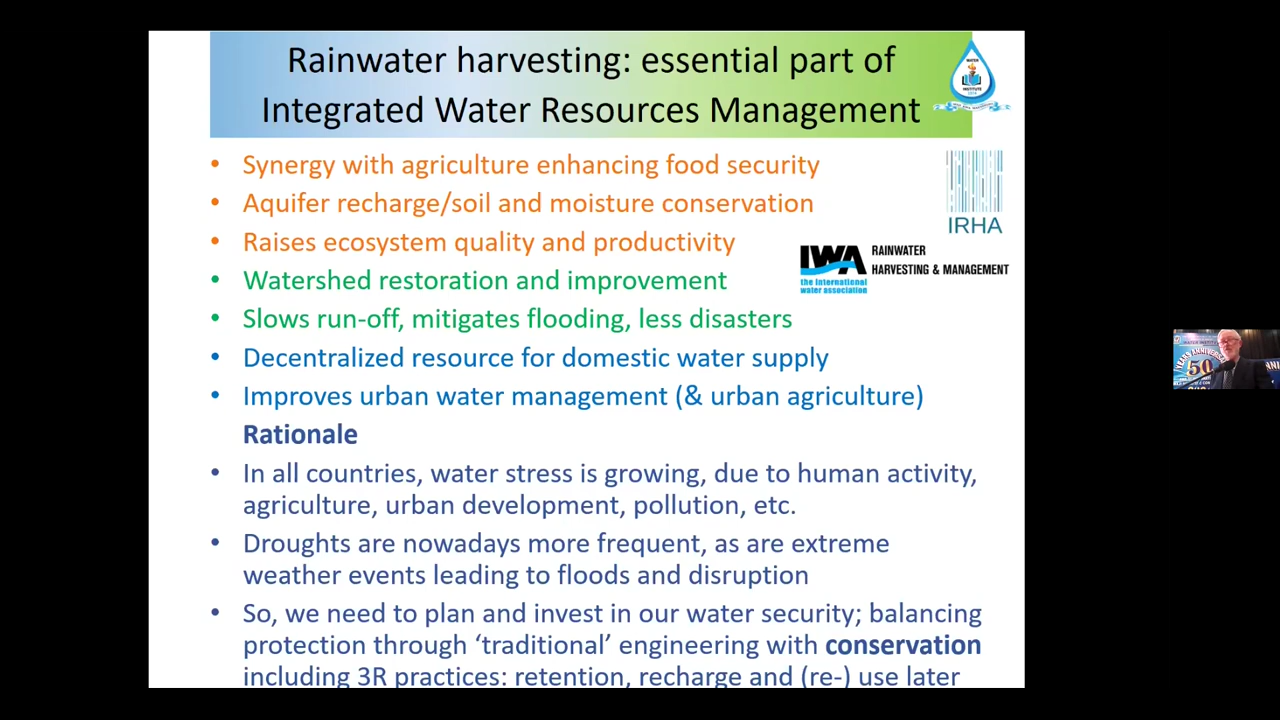 Rainwater harvesting: essential part of
Integrated Water Resources Management
WATER
INSTITUTE
• Synergy with agriculture enhancing food security
• Aquifer recharge/soil and moisture conservation
IRHA
• Raises ecosystem quality and productivity
IWA RAINWATER
HARVESTING & MANAGEMENT
the international
water association
• Watershed restoration and improvement
• Slows run-off, mitigates flooding, less disasters
• Decentralized resource for domestic water supply
50
• Improves urban water management (& urban agriculture)
Rationale
• In all countries, water stress is growing, due to human activity,
agriculture, urban development, pollution, etc.
• Droughts are nowadays more frequent, as are extreme
weather events leading to floods and disruption
• So, we need to plan and invest in our water security; balancing
protection through ‘traditional’ engineering with conservation
including 3R practices: retention, recharge and (re-) use later